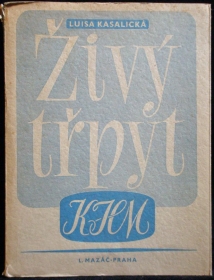 LUISA KASALICKÁ
Živý
třpyt
KHM
L. MAZÁČ·PRAHA